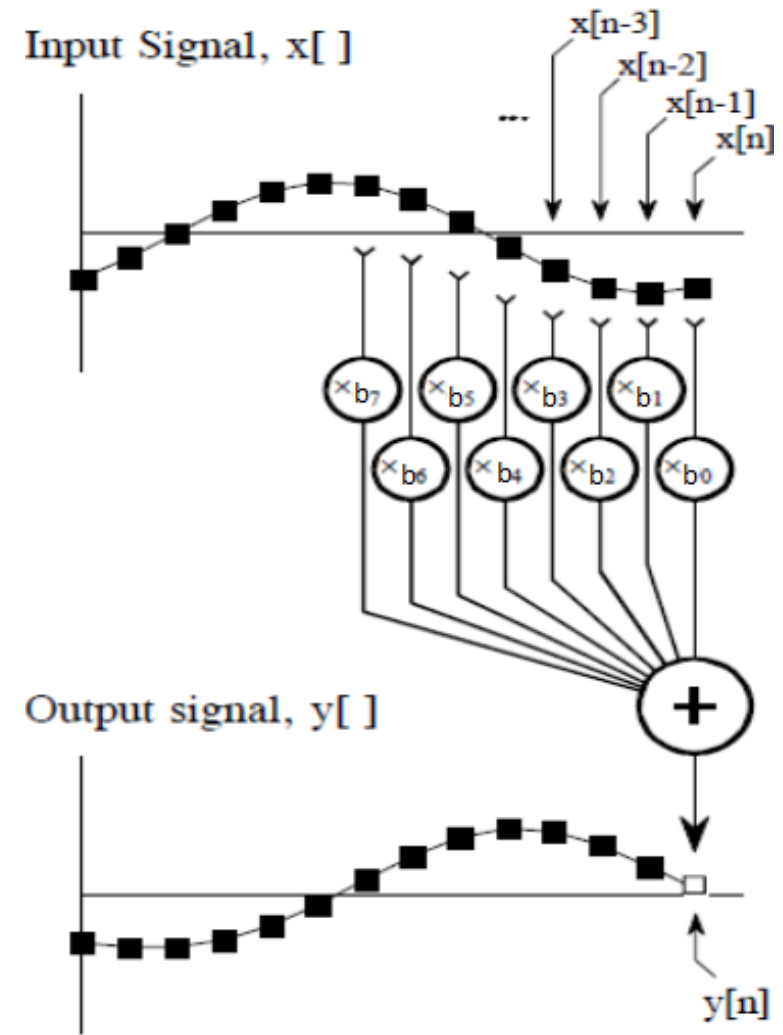 Input Signal, x[ ]
x[n-3]
x[n-2]
x[n-1]
x[n]
...
×b₇ ×b₅ ×b₃ ×b₁
×b₆ ×b₄ ×b₂ ×b₀
+
Output signal, y[ ]
y[n]